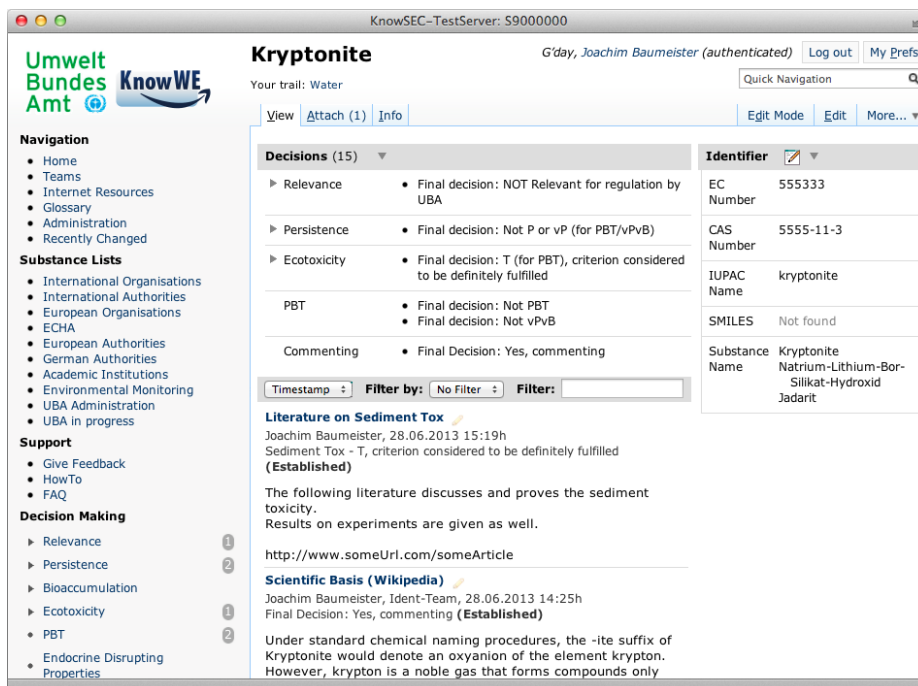 KnowSEC-TestServer: S9000000
Umwelt
Bundes
Amt
KnowWE
Kryptonite
G'day, Joachim Baumeister (authenticated) Log out My Prefs
Your trail: Water
Quick Navigation
View Attach (1) Info
Edit Mode Edit More...
Navigation
Home
Teams
Internet Resources
Glossary
Administration
Recently Changed
Substance Lists
International Organisations
International Authorities
European Organisations
ECHA
European Authorities
German Authorities
Academic Institutions
Environmental Monitoring
UBA Administration
UBA in progress
Support
Give Feedback
HowTo
FAQ
Decision Making
Relevance 1
Persistence 2
Bioaccumulation
Ecotoxicity 1
PBT 2
Endocrine Disrupting
Properties
Decisions (15)
Relevance
Final decision: NOT Relevant for regulation by
UBA
Persistence
Final decision: Not P or vP (for PBT/vPvB)
Ecotoxicity
Final decision: T (for PBT), criterion considered
to be definitely fulfilled
PBT
Final decision: Not PBT
Final decision: Not vPvB
Commenting
Final Decision: Yes, commenting
Timestamp Filter by: No Filter Filter:
Literature on Sediment Tox
Joachim Baumeister, 28.06.2013 15:19h
Sediment Tox - T, criterion considered to be definitely fulfilled
(Established)
The following literature discusses and proves the sediment
toxicity.
Results on experiments are given as well.
http://www.someUrl.com/someArticle
Scientific Basis (Wikipedia)
Joachim Baumeister, Ident-Team, 28.06.2013 14:25h
Final Decision: Yes, commenting (Established)
Under standard chemical naming procedures, the -ite suffix of
Kryptonite would denote an oxyanion of the element krypton.
However, krypton is a noble gas that forms compounds only
Identifier
EC
Number
555333
CAS
Number
5555-11-3
IUPAC
Name
kryptonite
SMILES
Not found
Substance
Name
Kryptonite
Natrium-Lithium-Bor-
Silikat-Hydroxid
Jadarit